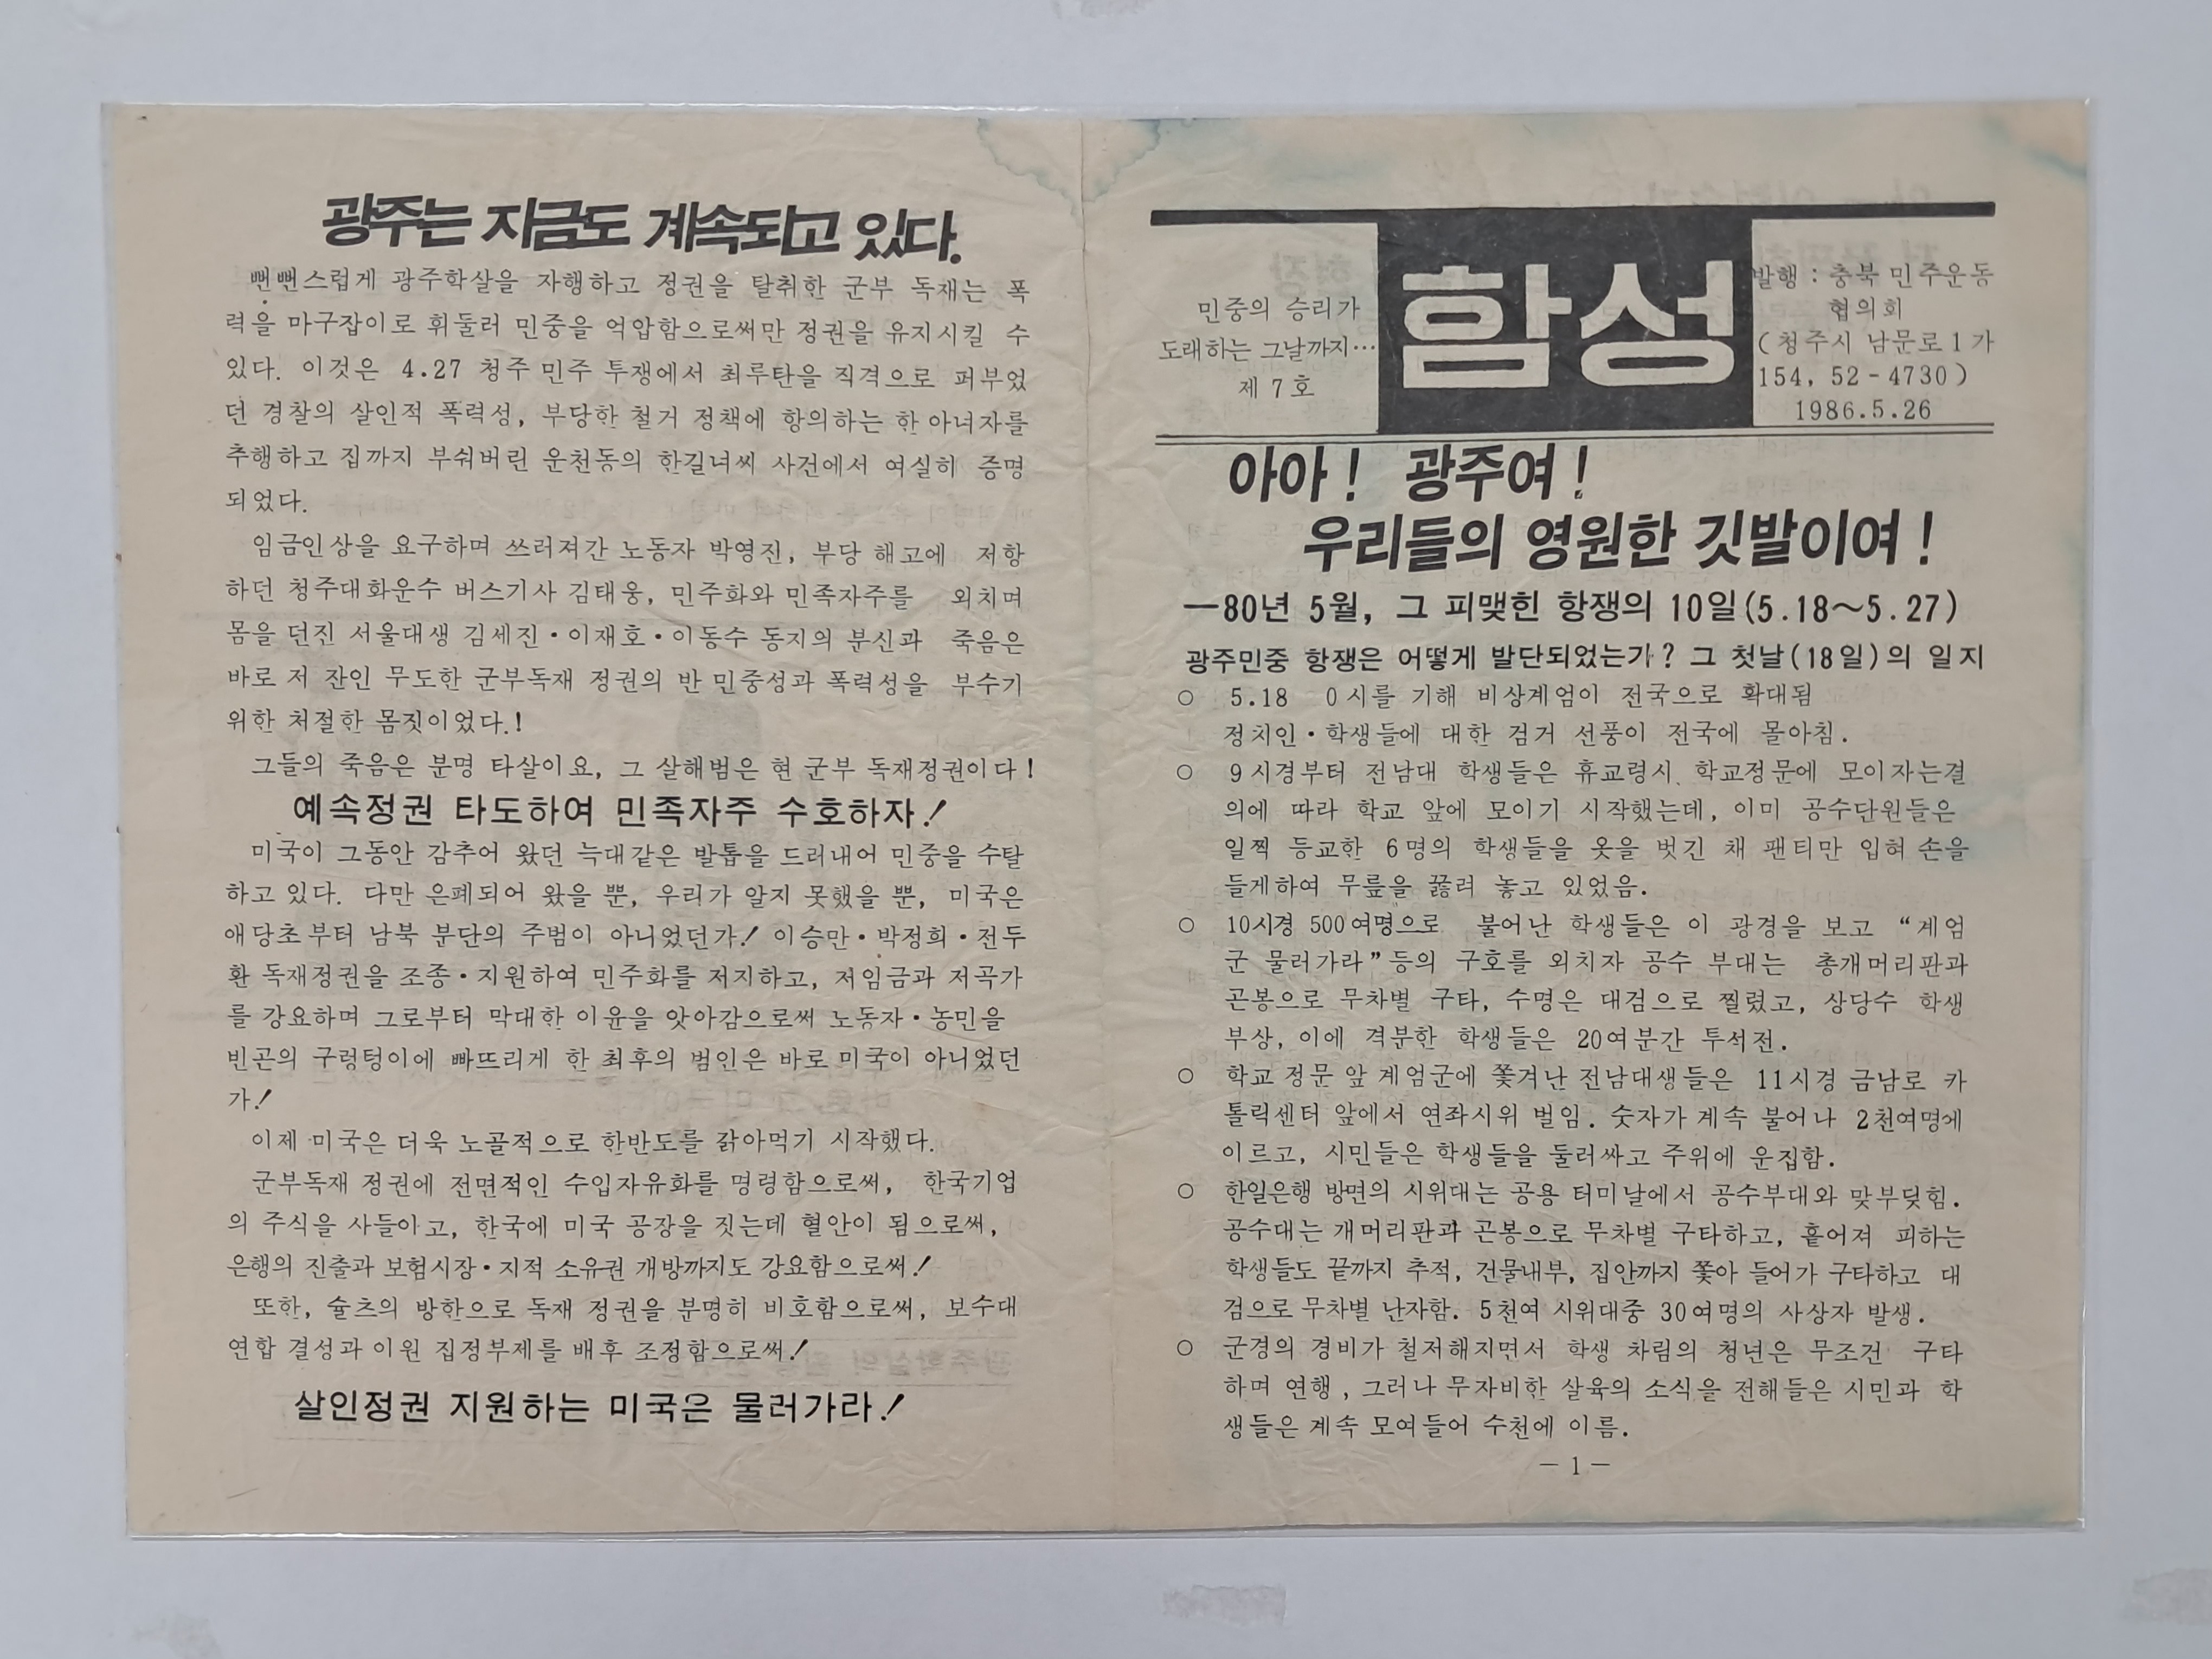 광주는 지금도 계속되고 있다.
뻔뻔스럽게 광주학살을 자행하고 정권을 탈취한 군부 독재는 폭
력을 마구잡이로 휘둘러 민중을 억압함으로써만 정권을 유지시킬 수
있다. 이것은 4.27 청주 민주 투쟁에서 최루탄을 직격으로 퍼부었
던 경찰의 살인적 폭력성, 부당한 철거 정책에 항의하는 한 아녀자를
추행하고 집까지 부숴버린 운천동의 한길녀씨 사건에서 여실히 증명
되었다.
임금인상을 요구하며 쓰러져간 노동자 박영진, 부당 해고에 저항
하던 청주대화운수 버스기사 김태웅, 민주화와 민족자주를 외치며
몸을 던진 서울대생 김세진·이재호·이동수 동지의 분신과 죽음은
바로 저 잔인 무도한 군부독재 정권의 반 민중성과 폭력성을 부수기
위한 처절한 몸짓이었다.!
그들의 죽음은 분명 타살이요, 그 살해범은 현 군부 독재정권이다!
예속정권 타도하여 민족자주 수호하자!
미국이 그동안 감추어 왔던 늑대같은 발톱을 드러내어 민중을 수탈
하고 있다. 다만 은폐되어 왔을 뿐, 우리가 알지 못했을 뿐, 미국은
애당초부터 남북 분단의 주범이 아니었던가! 이승만·박정희·전두
환 독재정권을 조종·지원하여 민주화를 저지하고, 저임금과 저곡가
를 강요하며 그로부터 막대한 이윤을 앗아감으로써 노동자·농민을
빈곤의 구렁텅이에 빠뜨리게 한 최후의 범인은 바로 미국이 아니었던
가!
이제 미국은 더욱 노골적으로 한반도를 갉아먹기 시작했다.
군부독재 정권에 전면적인 수입자유화를 명령함으로써, 한국기업
의 주식을 사들이고, 한국에 미국 공장을 짓는데 혈안이 됨으로써,
은행의 진출과 보험시장·지적 소유권 개방까지도 강요함으로써!
또한, 슐츠의 방한으로 독재 정권을 분명히 비호함으로써, 보수대
연합 결성과 이원 집정부제를 배후 조정함으로써!
살인정권 지원하는 미국은 물러가라!
민중의 승리가
도래하는 그날까지…
제 7 호
함성
발행 : 충북 민주운동
협의회
(청주시 남문로 1 가
154, 52-4730)
1986.5.26
아아! 광주여!
우리들의 영원한 깃발이여!
—80년 5월, 그 피맺힌 항쟁의 10일(5.18~5.27)
광주민중 항쟁은 어떻게 발단되었는가? 그 첫날(18일)의 일지
○ 5.18 0시를 기해 비상계엄이 전국으로 확대됨
정치인·학생들에 대한 검거 선풍이 전국에 몰아침.
○ 9시경부터 전남대 학생들은 휴교령시 학교정문에 모이자는결
의에 따라 학교 앞에 모이기 시작했는데, 이미 공수단원들은
일찍 등교한 6명의 학생들을 옷을 벗긴 채 팬티만 입혀 손을
들게하여 무릎을 꿇려 놓고 있었음.
○ 10시경 500여명으로 불어난 학생들은 이 광경을 보고 “계엄
군 물러가라”등의 구호를 외치자 공수 부대는 총개머리판과
곤봉으로 무차별 구타, 수명은 대검으로 찔렀고, 상당수 학생
부상, 이에 격분한 학생들은 20여분간 투석전.
○ 학교 정문 앞 계엄군에 쫓겨난 전남대생들은 11시경 금남로 카
톨릭센터 앞에서 연좌시위 벌임. 숫자가 계속 불어나 2천여명에
이르고, 시민들은 학생들을 둘러싸고 주위에 운집함.
○ 한일은행 방면의 시위대는 공용 터미날에서 공수부대와 맞부딪힘.
공수대는 개머리판과 곤봉으로 무차별 구타하고, 흩어져 피하는
학생들도 끝까지 추적, 건물내부, 집안까지 쫓아 들어가 구타하고 대
검으로 무차별 난자함. 5천여 시위대중 30여명의 사상자 발생.
○ 군경의 경비가 철저해지면서 학생 차림의 청년은 무조건 구타
하며 연행, 그러나 무자비한 살육의 소식을 전해들은 시민과 학
생들은 계속 모여들어 수천에 이름.
－1－